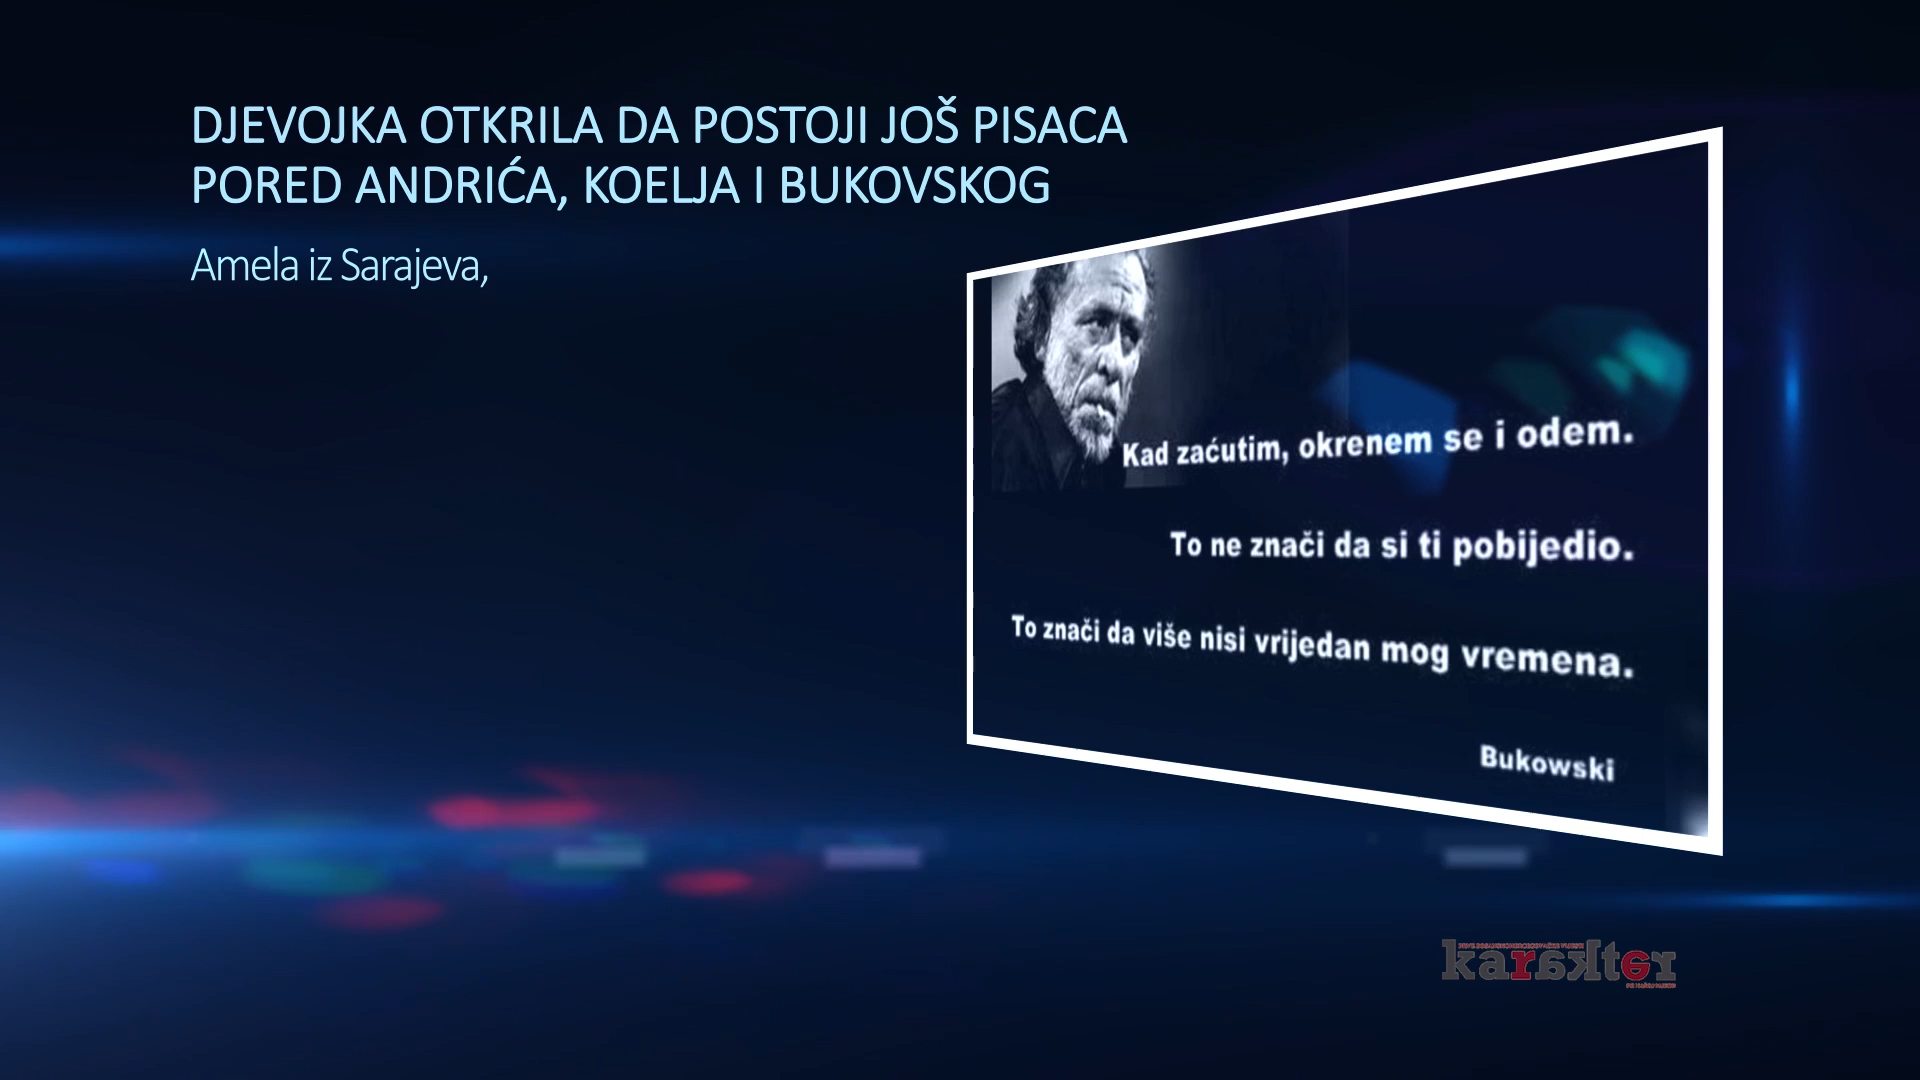 DJEVOJKA OTKRILA DA POSTOJI JOŠ PISACA
PORED ANDRIĆA, KOELJA I BUKOVSKOG
Amela iz Sarajeva,
Kad zaćutim, okrenem se i odem.
To ne znači da si ti pobijedio.
To znači da više nisi vrijedan mog vremena.
Bukowski
karakter